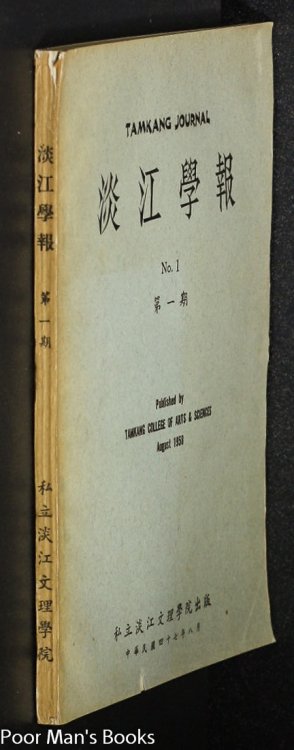 淡江學報 第一期 私立淡江文理學院
TAMKANG JOURNAL
淡江學報
No. 1
第一期
Published by
TAMKANG COLLEGE OF ARTS & SCIENCES
August 1958
私立淡江文理學院出版
中華民國四十七年八月
Poor Man's Books